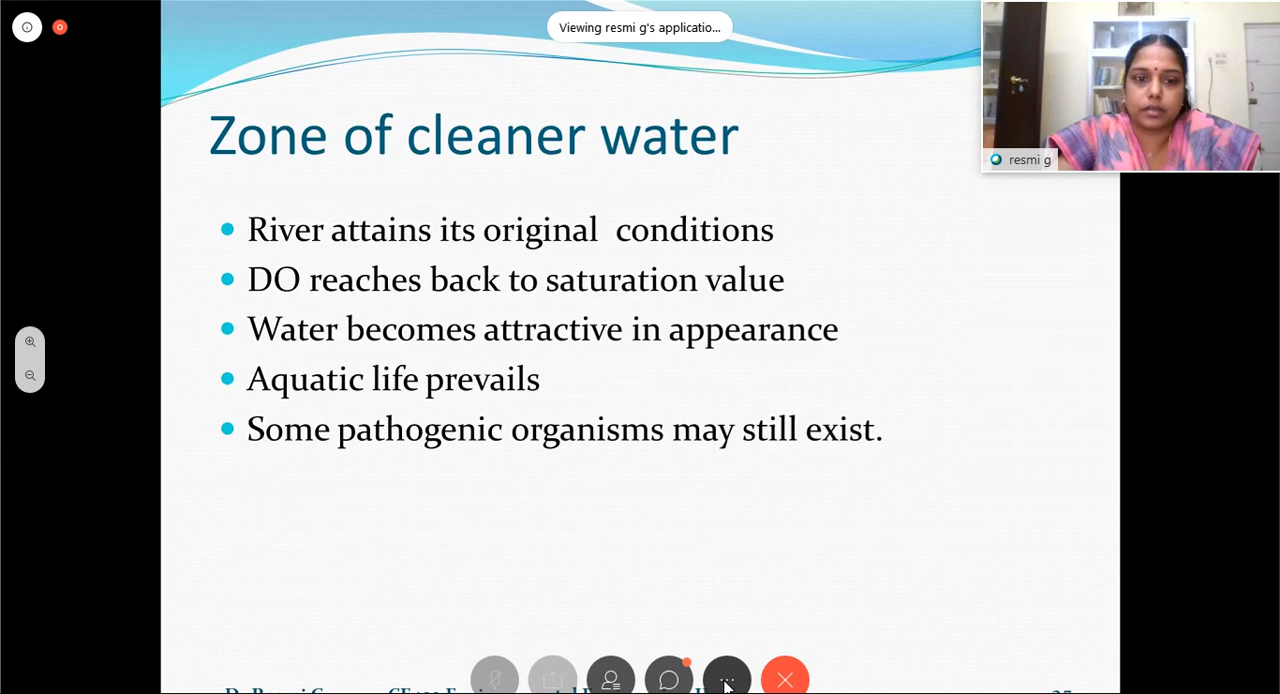 Viewing resmi g's applicatio...
resmi g
Zone of cleaner water
River attains its original conditions
DO reaches back to saturation value
Water becomes attractive in appearance
Aquatic life prevails
Some pathogenic organisms may still exist.